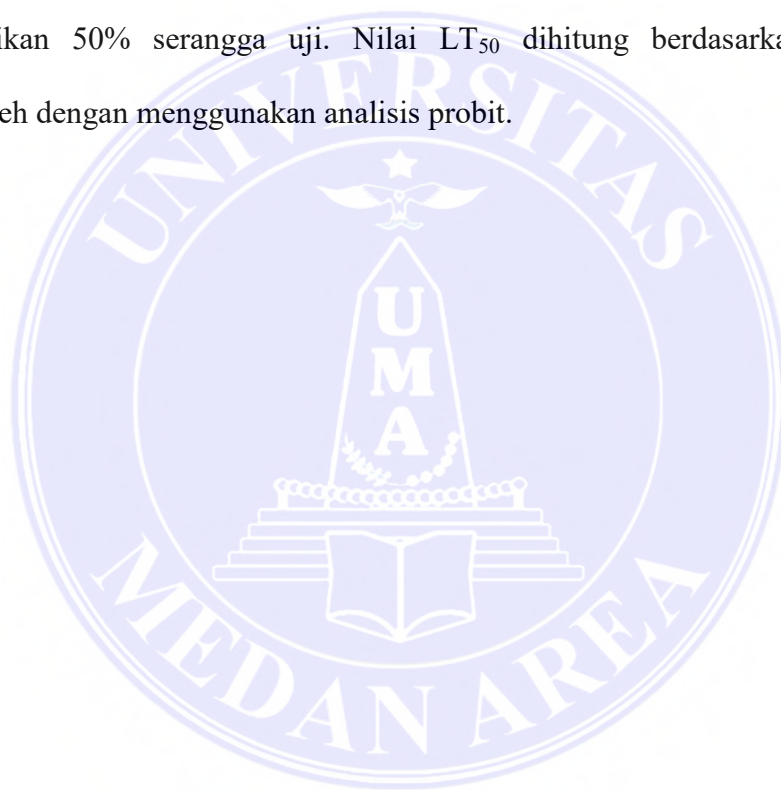 ikan 50% serangga uji. Nilai LT50 dihitung berdasarka
eh dengan menggunakan analisis probit.
UNIVERSITAS
U
M
A
MEDAN AREA